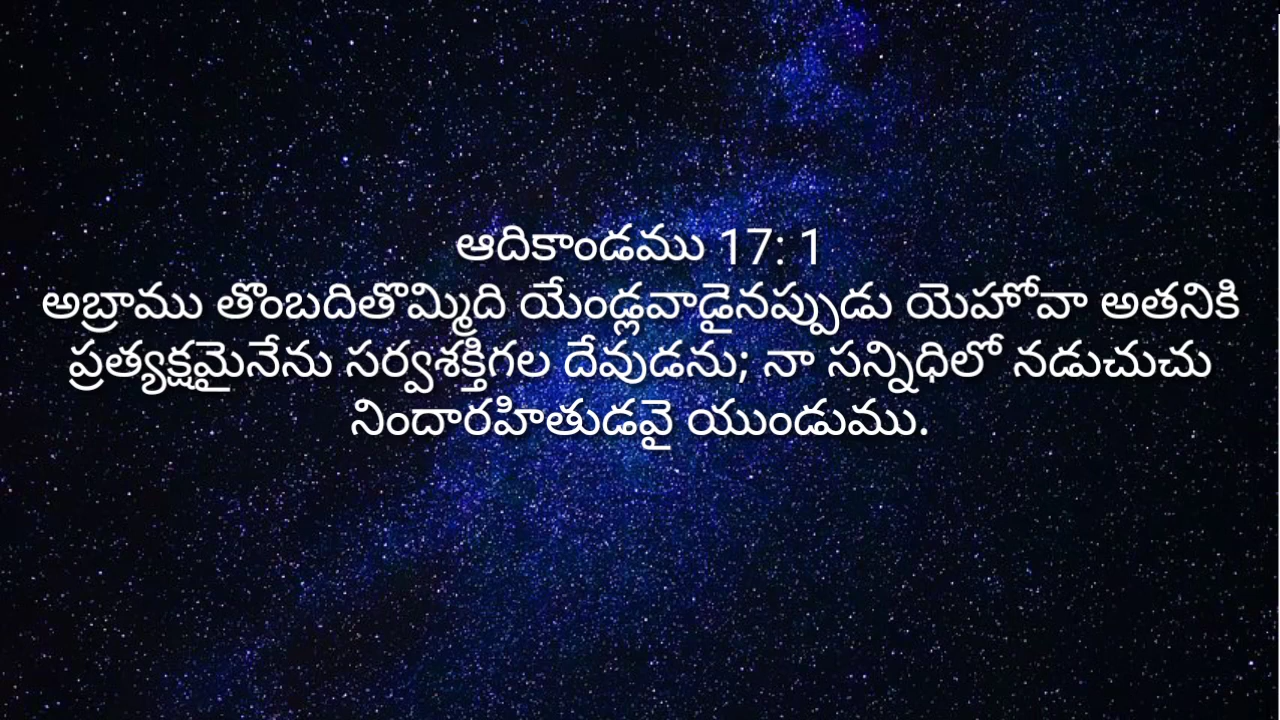 ఆదికాండము 17: 1
అబ్రాము తొంబదితొమ్మిది యేండ్లవాడైనప్పుడు యెహోవా అతనికి
ప్రత్యక్షమైనేను సర్వశక్తిగల దేవుడను; నా సన్నిధిలో నడుచుచు
నిందారహితుడవై యుండుము.